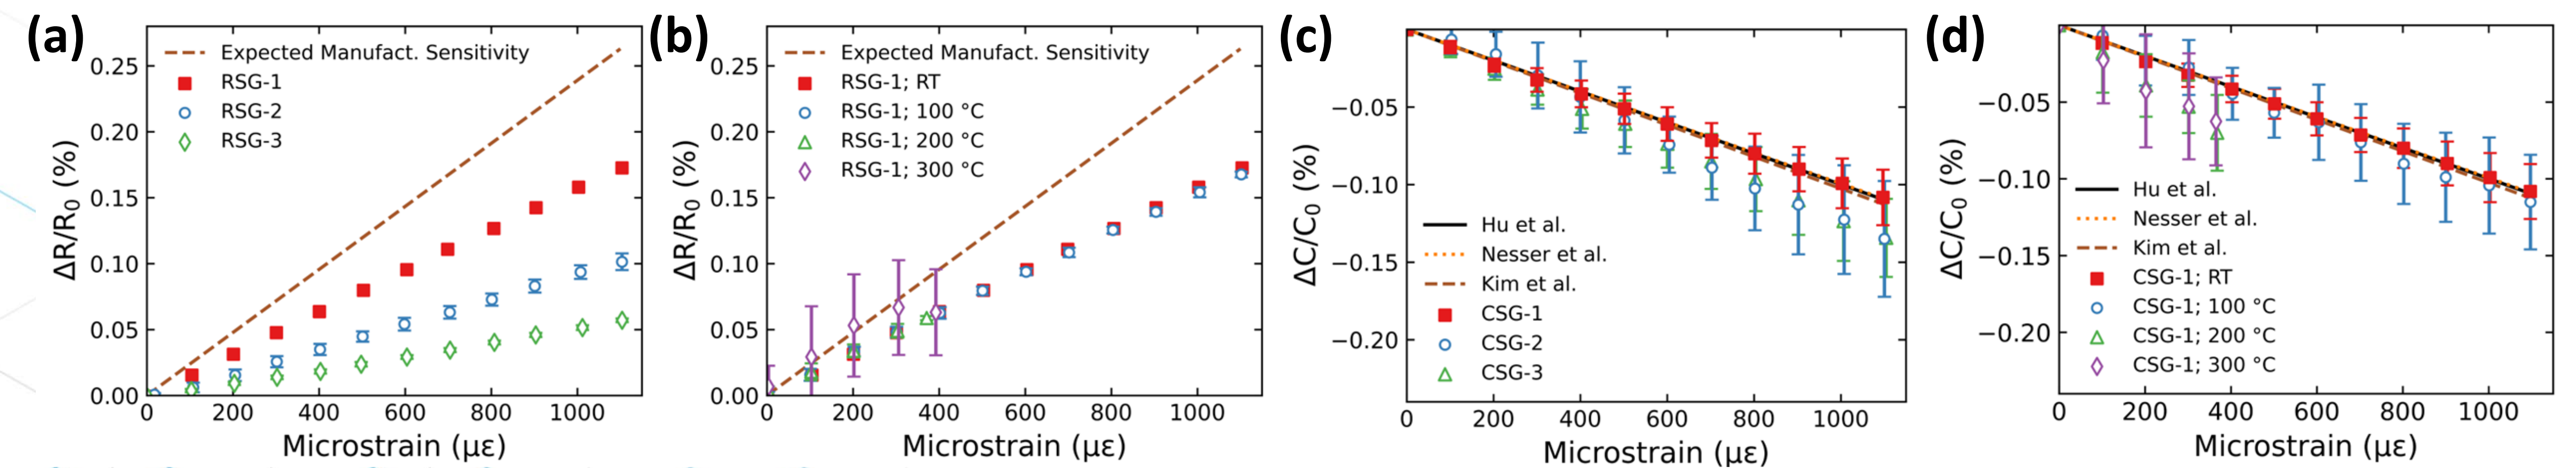 (a)
ΔR/R0 (%)
0.25
0.20
0.15
0.10
0.05
0.00
Expected Manufact. Sensitivity
RSG-1
RSG-2
RSG-3
0 200 400 600 800 1000
Microstrain (με)
(b)
ΔR/R0 (%)
0.25
0.20
0.15
0.10
0.05
0.00
Expected Manufact. Sensitivity
RSG-1; RT
RSG-1; 100 °C
RSG-1; 200 °C
RSG-1; 300 °C
0 200 400 600 800 1000
Microstrain (με)
(c)
ΔC/C0 (%)
−0.05
−0.10
−0.15
−0.20
Hu et al.
Nesser et al.
Kim et al.
CSG-1
CSG-2
CSG-3
0 200 400 600 800 1000
Microstrain (με)
(d)
ΔC/C0 (%)
−0.05
−0.10
−0.15
−0.20
Hu et al.
Nesser et al.
Kim et al.
CSG-1; RT
CSG-1; 100 °C
CSG-1; 200 °C
CSG-1; 300 °C
0 200 400 600 800 1000
Microstrain (με)